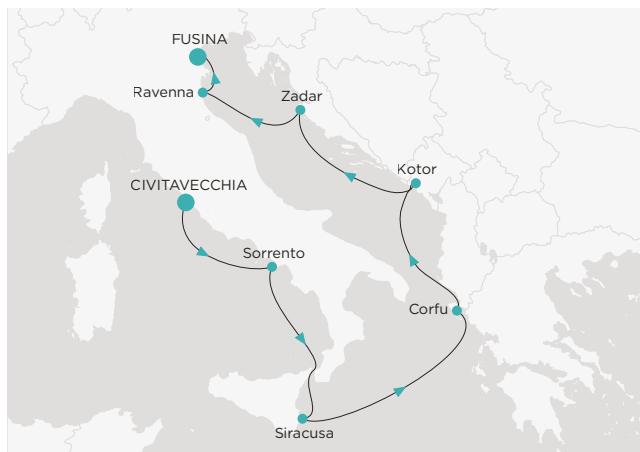 FUSINA
Ravenna
Zadar
Kotor
CIVITAVECCHIA
Sorrento
Corfu
Siracusa